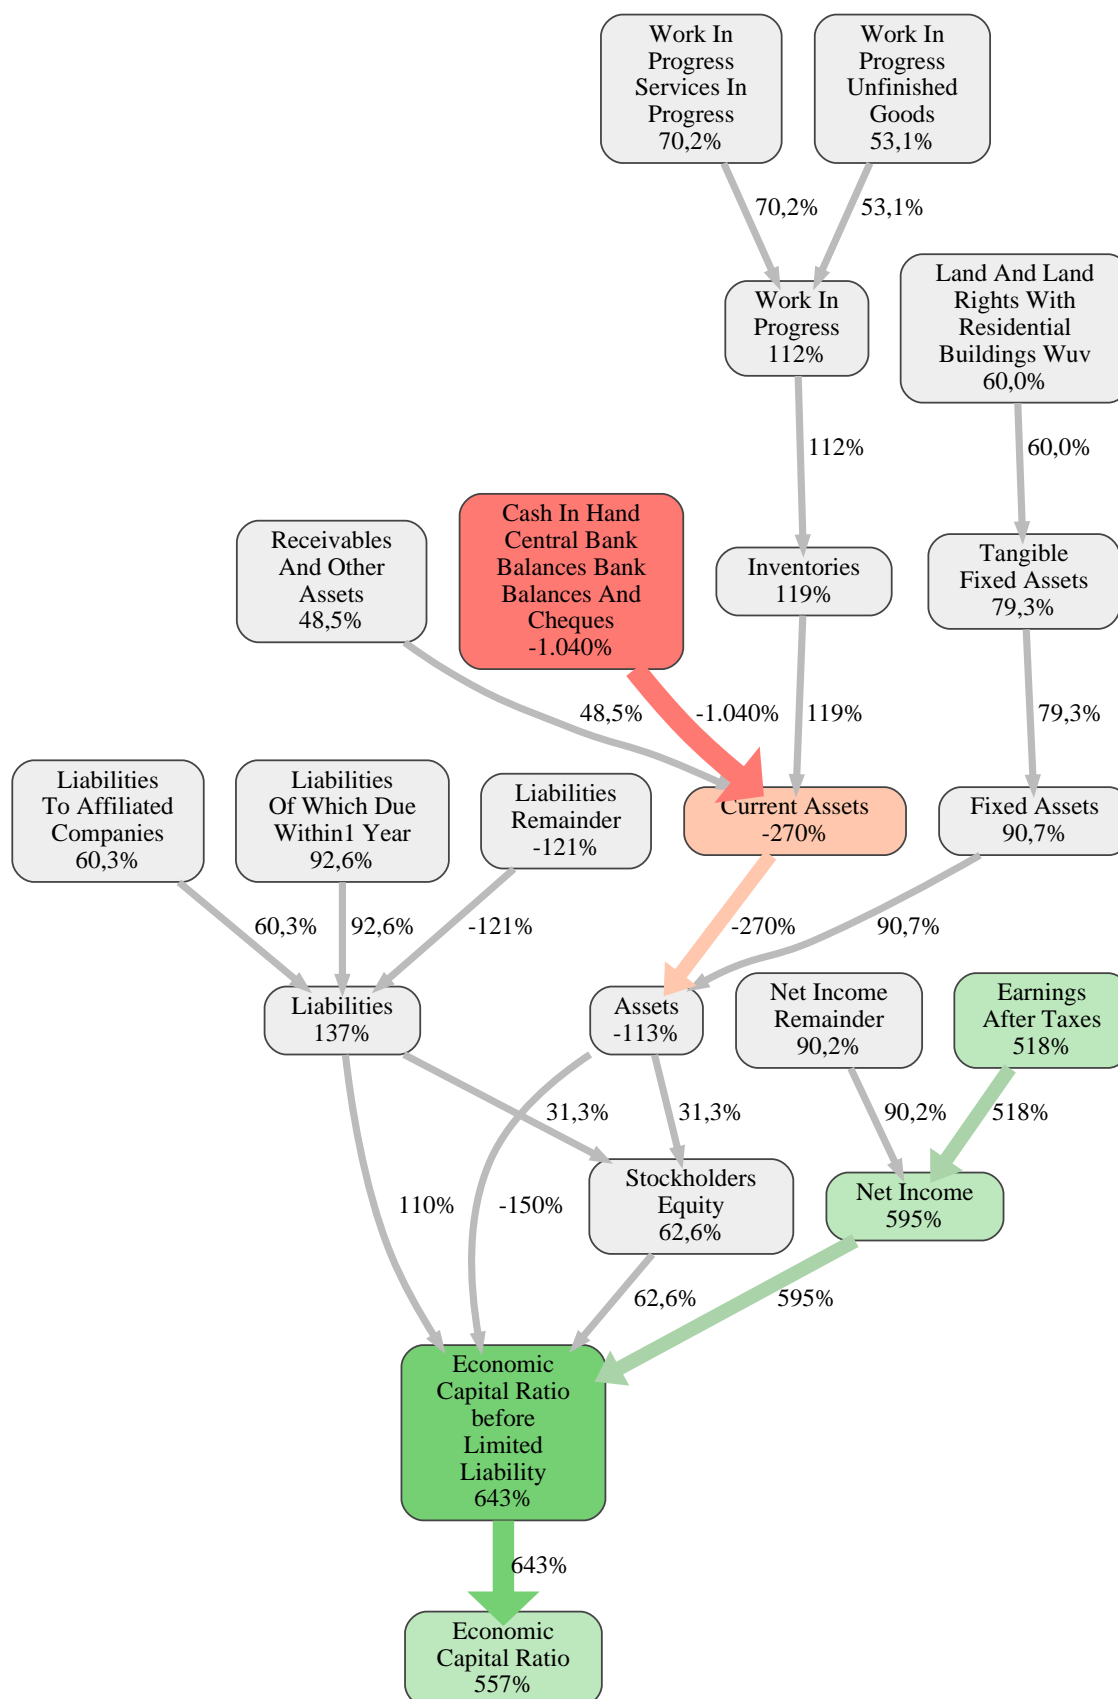 Work In
Progress
Services In
Progress
70,2%
Work In
Progress
Unfinished
Goods
53,1%
70,2%
53,1%
Work In
Progress
112%
Land And Land
Rights With
Residential
Buildings Wuv
60,0%
112%
60,0%
Receivables
And Other
Assets
48,5%
Cash In Hand
Central Bank
Balances Bank
Balances And
Cheques
-1.040%
Inventories
119%
Tangible
Fixed Assets
79,3%
48,5%
-1.040%
119%
79,3%
Liabilities
To Affiliated
Companies
60,3%
Liabilities
Of Which Due
Within1 Year
92,6%
Liabilities
Remainder
-121%
Current Assets
-270%
Fixed Assets
90,7%
60,3%
92,6%
-121%
-270%
90,7%
Liabilities
137%
Assets
-113%
Net Income
Remainder
90,2%
Earnings
After Taxes
518%
31,3%
31,3%
90,2%
518%
Stockholders
Equity
62,6%
Net Income
595%
110%
-150%
62,6%
595%
Economic
Capital Ratio
before
Limited
Liability
643%
643%
Economic
Capital Ratio
557%